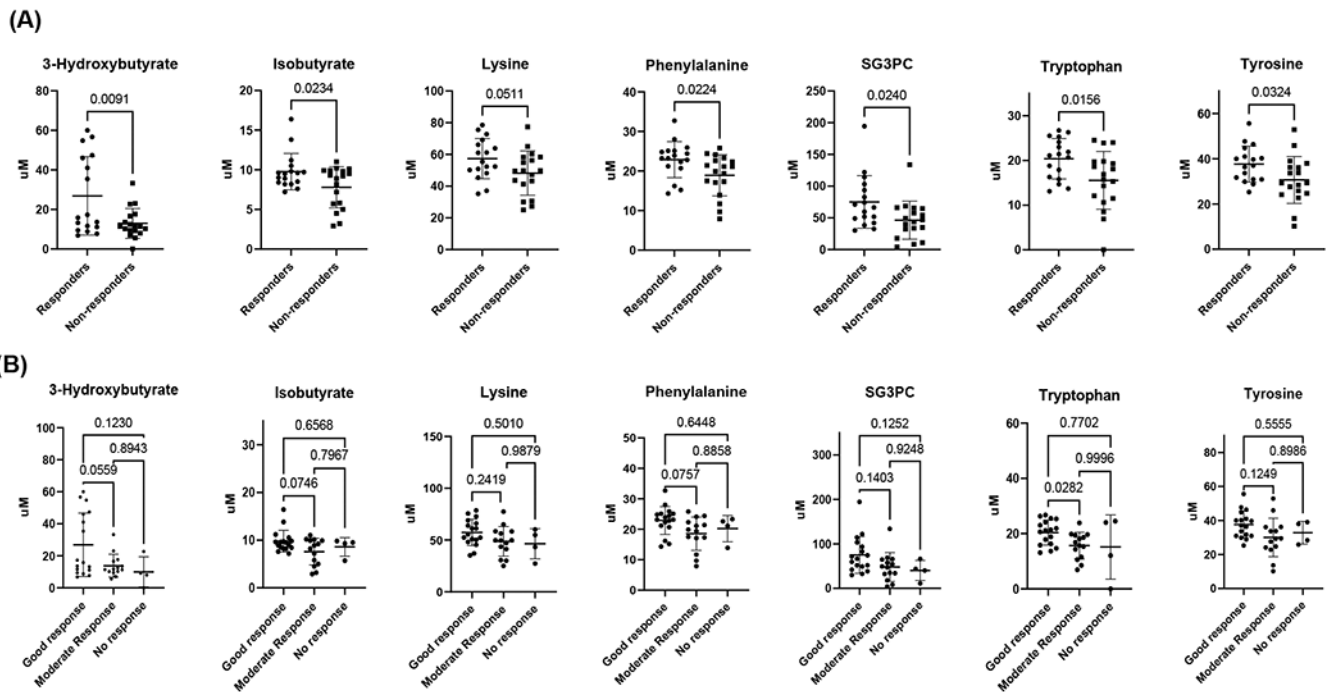 (A)
3-Hydroxybutyrate
80
60
40
20
0
uM
0.0091
Responders
Non-responders
Isobutyrate
20
15
10
5
0
uM
0.0234
Responders
Non-responders
Lysine
100
80
60
40
20
0
uM
0.0511
Responders
Non-responders
Phenylalanine
40
30
20
10
0
uM
0.0224
Responders
Non-responders
SG3PC
250
200
150
100
50
0
uM
0.0240
Responders
Non-responders
Tryptophan
30
20
10
0
uM
0.0156
Responders
Non-responders
Tyrosine
60
40
20
0
uM
0.0324
Responders
Non-responders
(B)
3-Hydroxybutyrate
100
80
60
40
20
0
uM
0.1230
0.8943
0.0559
Good response
Moderate Response
No response
Isobutyrate
30
20
10
0
uM
0.6568
0.7967
0.0746
Good response
Moderate Response
No response
Lysine
150
100
50
0
uM
0.5010
0.9879
0.2419
Good response
Moderate Response
No response
Phenylalanine
50
40
30
20
10
0
uM
0.6448
0.8858
0.0757
Good response
Moderate Response
No response
SG3PC
300
200
100
0
uM
0.1252
0.9248
0.1403
Good response
Moderate Response
No response
Tryptophan
60
40
20
0
uM
0.7702
0.9996
0.0282
Good response
Moderate Response
No response
Tyrosine
80
60
40
20
0
uM
0.5555
0.8986
0.1249
Good response
Moderate Response
No response